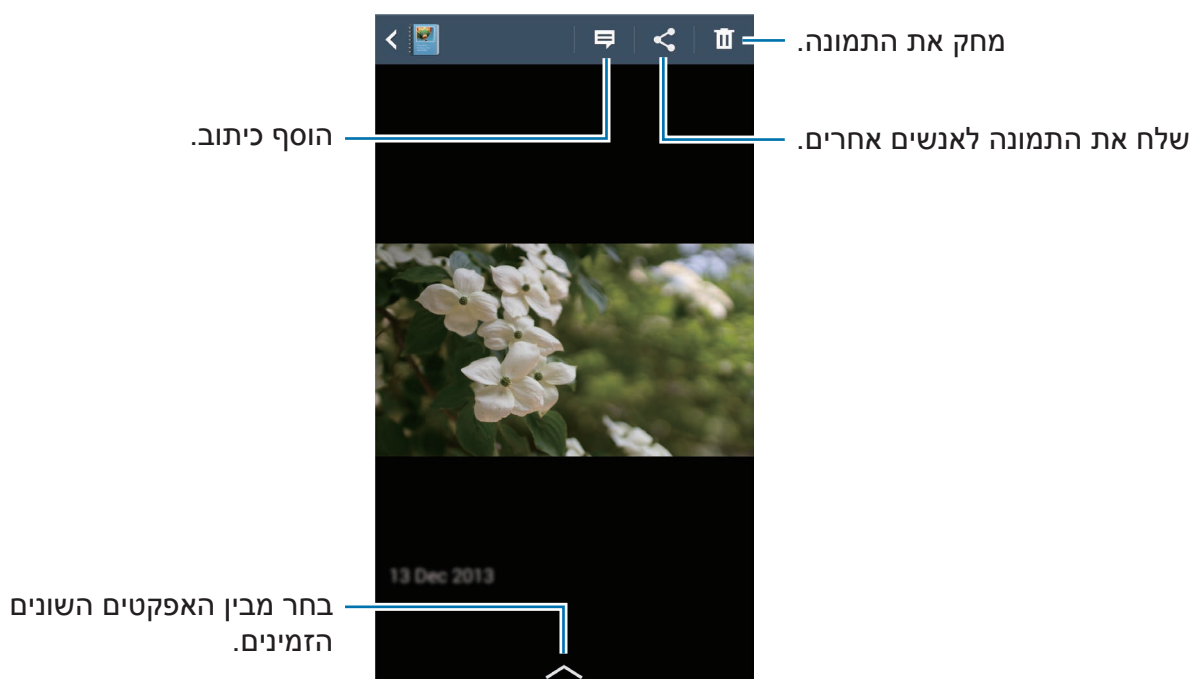 מחק את התמונה.
הוסף כיתוב.
שלח את התמונה לאנשים אחרים.
13 Dec 2013
בחר מבין האפקטים השונים
הזמינים.